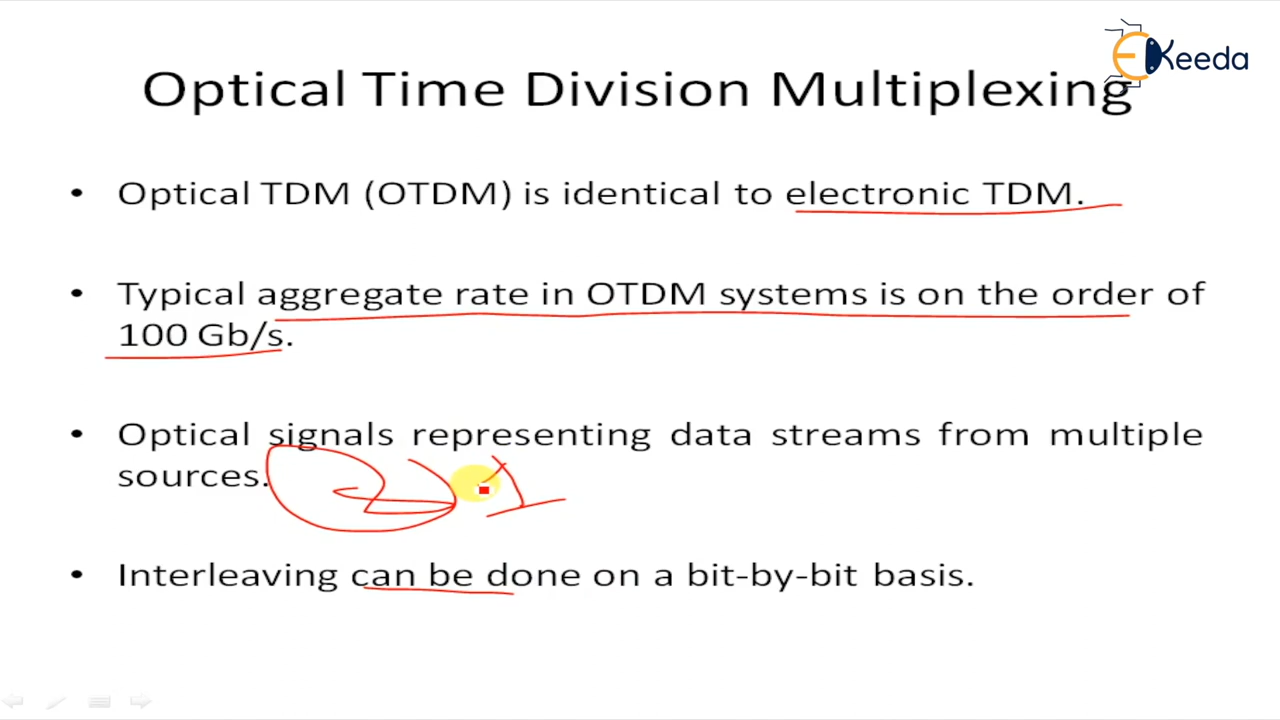 EKeeda
Optical Time Division Multiplexing
• Optical TDM (OTDM) is identical to electronic TDM.
• Typical aggregate rate in OTDM systems is on the order of
100 Gb/s.
• Optical signals representing data streams from multiple
sources.
• Interleaving can be done on a bit-by-bit basis.